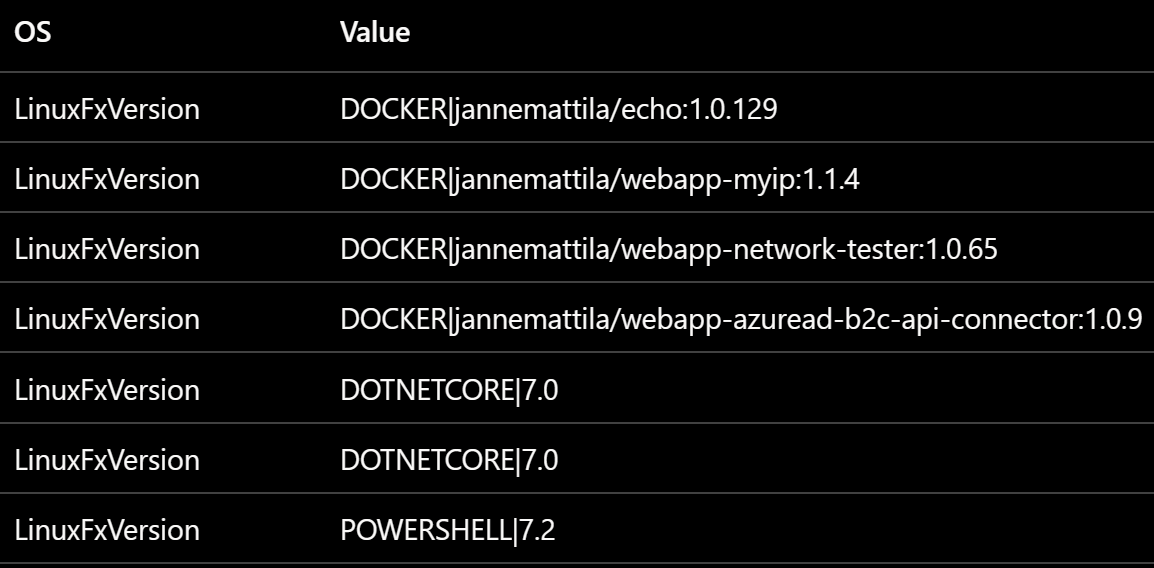 OS Value
LinuxFxVersion DOCKER|jannemattila/echo:1.0.129
LinuxFxVersion DOCKER|jannemattila/webapp-myip:1.1.4
LinuxFxVersion DOCKER|jannemattila/webapp-network-tester:1.0.65
LinuxFxVersion DOCKER|jannemattila/webapp-azuread-b2c-api-connector:1.0.9
LinuxFxVersion DOTNETCORE|7.0
LinuxFxVersion DOTNETCORE|7.0
LinuxFxVersion POWERSHELL|7.2